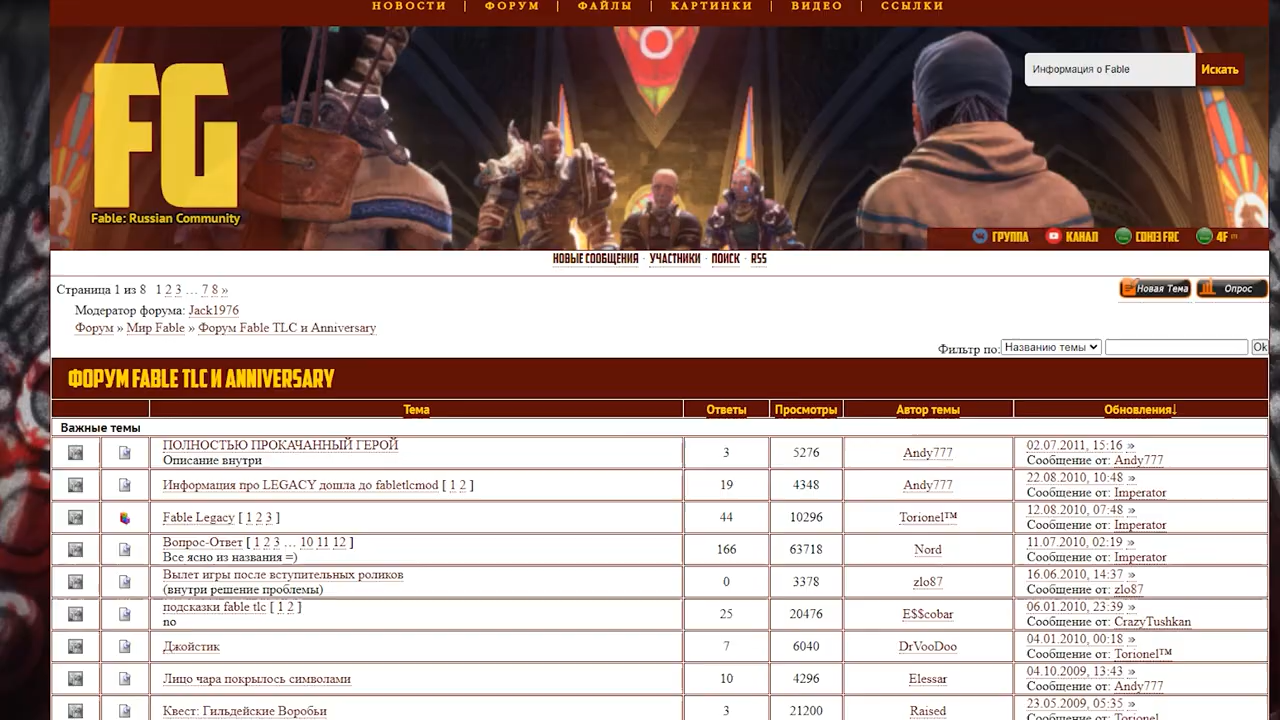 НОВОСТИ | ФОРУМ | ФАЙЛЫ | КАРТИНКИ | ВИДЕО | ССЫЛКИ
FG
Fable: Russian Community
Информация о Fable Искать
ГРУППА КАНАЛ СОЮЗ FRC 4F
НОВЫЕ СООБЩЕНИЯ · УЧАСТНИКИ · ПОИСК · RSS
Страница 1 из 8 1 2 3 … 7 8 »
Новая Тема Опрос
Модератор форума: Jack1976
Форум » Мир Fable » Форум Fable TLC и Anniversary
Фильтр по: Названию темы Ok
ФОРУМ FABLE TLC И ANNIVERSARY
Тема Ответы Просмотры Автор темы Обновления↓
Важные темы
ПОЛНОСТЬЮ ПРОКАЧАННЫЙ ГЕРОЙ
Описание внутри
3 5276 Andy777
02.07.2011, 15:16 »
Сообщение от: Andy777
Информация про LEGACY дошла до fabletlcmod [ 1 2 ]
19 4348 Andy777
22.08.2010, 10:48 »
Сообщение от: Imperator
Fable Legacy [ 1 2 3 ]
44 10296 Torionel™
12.08.2010, 07:48 »
Сообщение от: Imperator
Вопрос-Ответ [ 1 2 3 … 10 11 12 ]
Все ясно из названия =)
166 63718 Nord
11.07.2010, 02:19 »
Сообщение от: Imperator
Вылет игры после вступительных роликов
(внутри решение проблемы)
0 3378 zlo87
16.06.2010, 14:37 »
Сообщение от: zlo87
подсказки fable tlc [ 1 2 ]
no
25 20476 E$$cobar
06.01.2010, 23:39 »
Сообщение от: CrazyTushkan
Джойстик
7 6040 DrVooDoo
04.01.2010, 00:18 »
Сообщение от: Torionel™
Лицо чара покрылось символами
10 4296 Elessar
04.10.2009, 13:43 »
Сообщение от: Andy777
Квест: Гильдейские Воробьи
3 21200 Raised
23.05.2009, 05:35 »
Сообщение от: Torionel